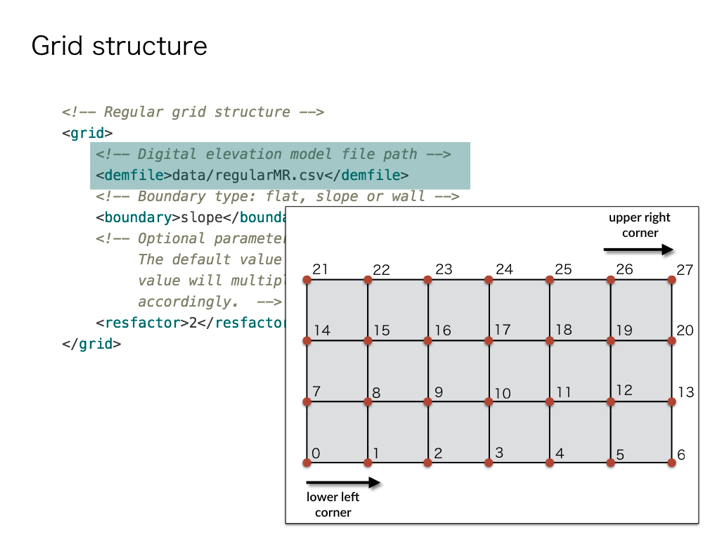 Grid structure
<!-- Regular grid structure -->
<grid>
<!-- Digital elevation model file path -->
<demfile>data/regularMR.csv</demfile>
<!-- Boundary type: flat, slope or wall -->
<boundary>slope</bounda
<!-- Optional paramete
The default value
value will multipl
accordingly. -->
<resfactor>2</resfactor
</grid>
upper right
corner
21 22 23 24 25 26 27
14 15 16 17 18 19 20
7 8 9 10 11 12 13
0 1 2 3 4 5 6
lower left
corner